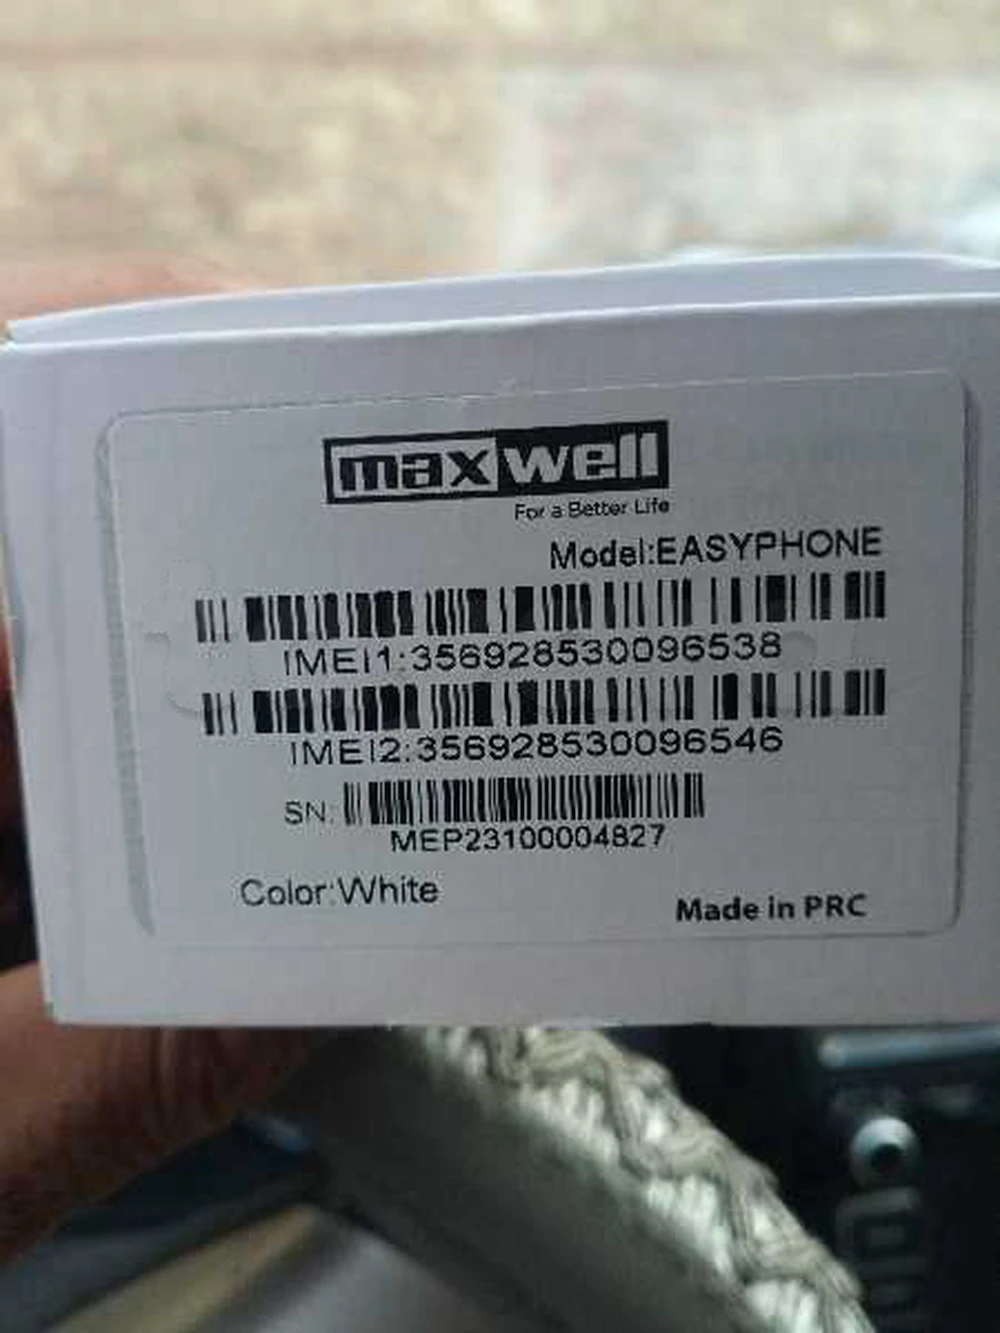 maxwell
For a Better Life
Model:EASYPHONE
IMEI1:356928530096538
IMEI2:356928530096546
SN:
MEP23100004827
Color:White
Made in PRC